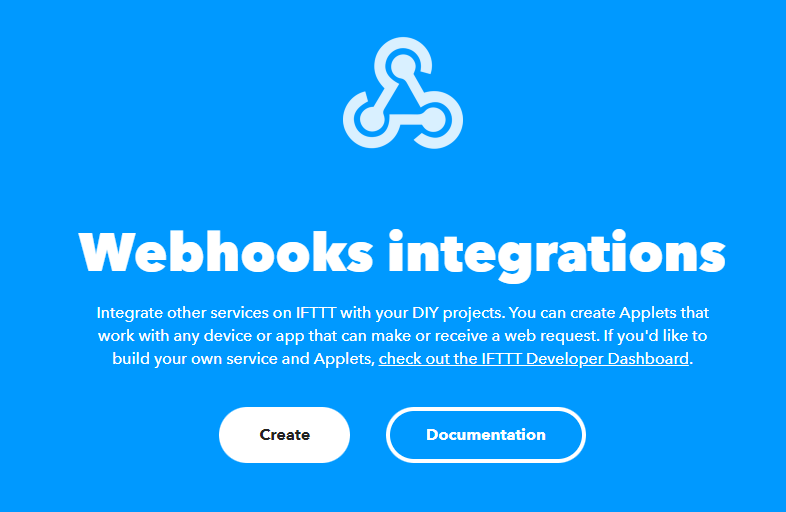 Webhooks integrations
Integrate other services on IFTTT with your DIY projects. You can create Applets that
work with any device or app that can make or receive a web request. If you'd like to
build your own service and Applets, check out the IFTTT Developer Dashboard.
Create
Documentation